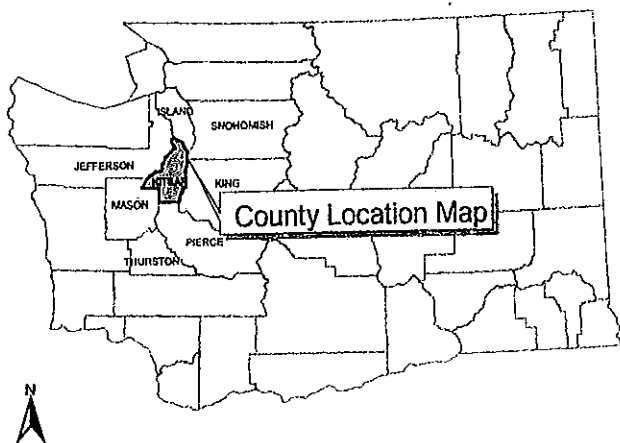 ISLAND
SNOHOMISH
JEFFERSON
KITSAP
KING
MASON
County Location Map
PIERCE
THURSTON
N